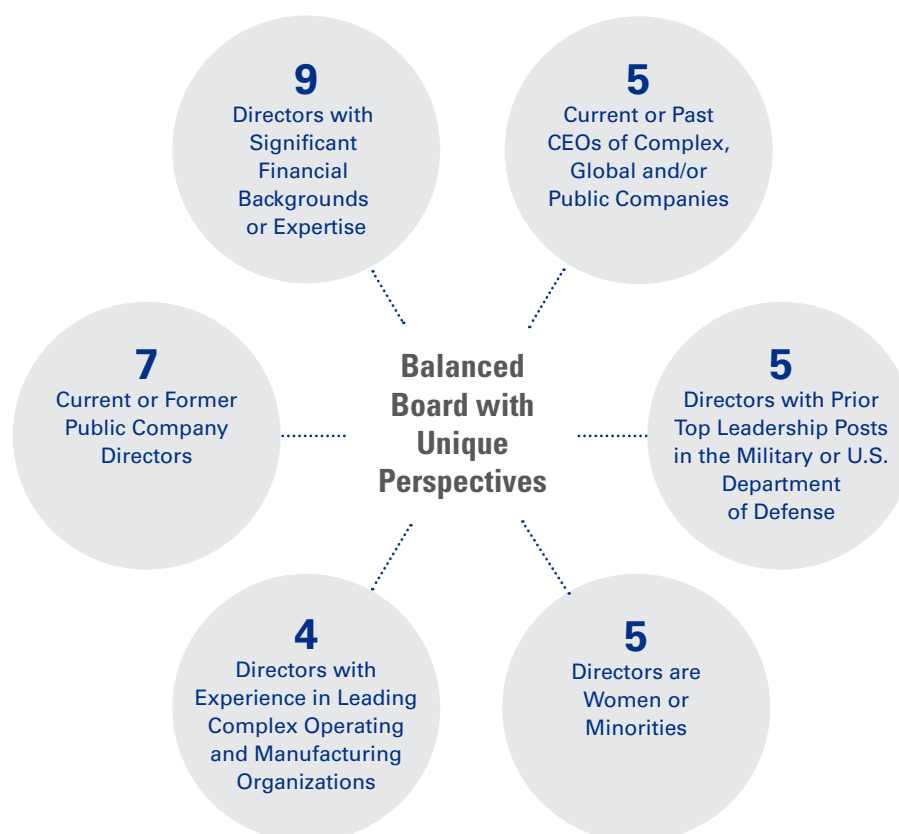 9
Directors with
Significant
Financial
Backgrounds
or Expertise
5
Current or Past
CEOs of Complex,
Global and/or
Public Companies
7
Current or Former
Public Company
Directors
Balanced
Board with
Unique
Perspectives
5
Directors with Prior
Top Leadership Posts
in the Military or U.S.
Department
of Defense
4
Directors with
Experience in Leading
Complex Operating
and Manufacturing
Organizations
5
Directors are
Women or
Minorities